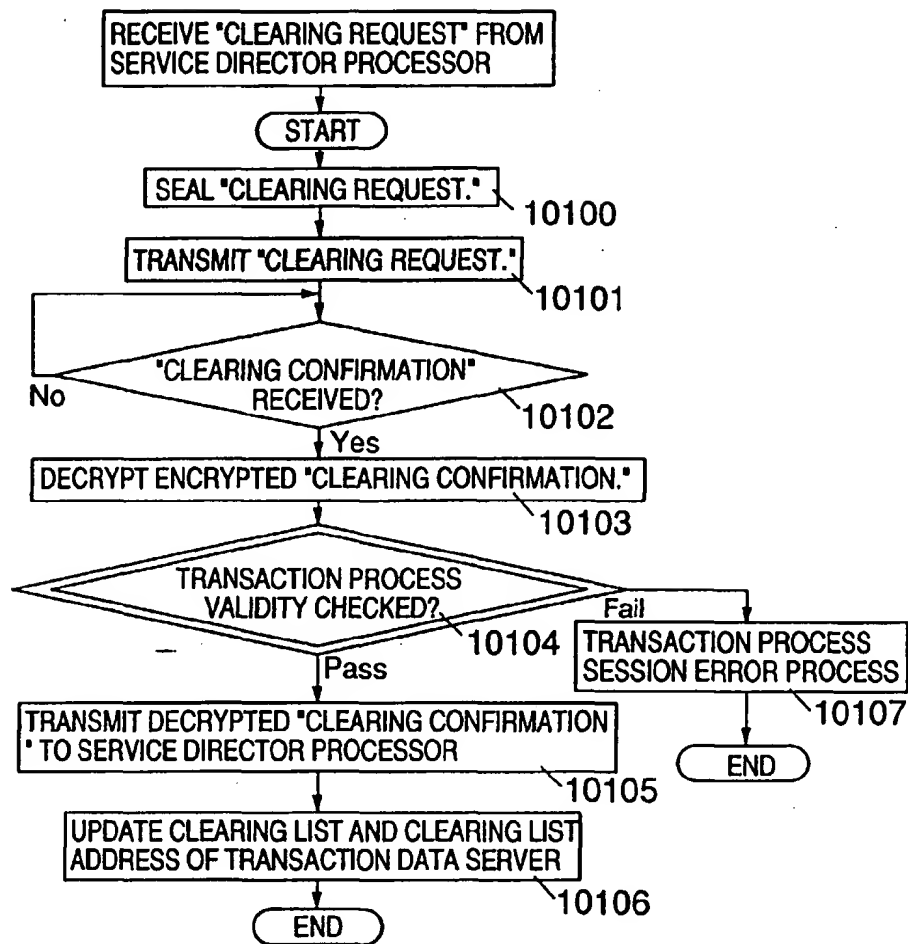 RECEIVE "CLEARING REQUEST" FROM
SERVICE DIRECTOR PROCESSOR
START
SEAL "CLEARING REQUEST."
10100
TRANSMIT "CLEARING REQUEST."
10101
"CLEARING CONFIRMATION"
RECEIVED?
10102
No
Yes
DECRYPT ENCRYPTED "CLEARING CONFIRMATION."
10103
TRANSACTION PROCESS
VALIDITY CHECKED?
10104
Fail
Pass
TRANSACTION PROCESS
SESSION ERROR PROCESS
10107
END
TRANSMIT DECRYPTED "CLEARING CONFIRMATION
" TO SERVICE DIRECTOR PROCESSOR
10105
UPDATE CLEARING LIST AND CLEARING LIST
ADDRESS OF TRANSACTION DATA SERVER
10106
END